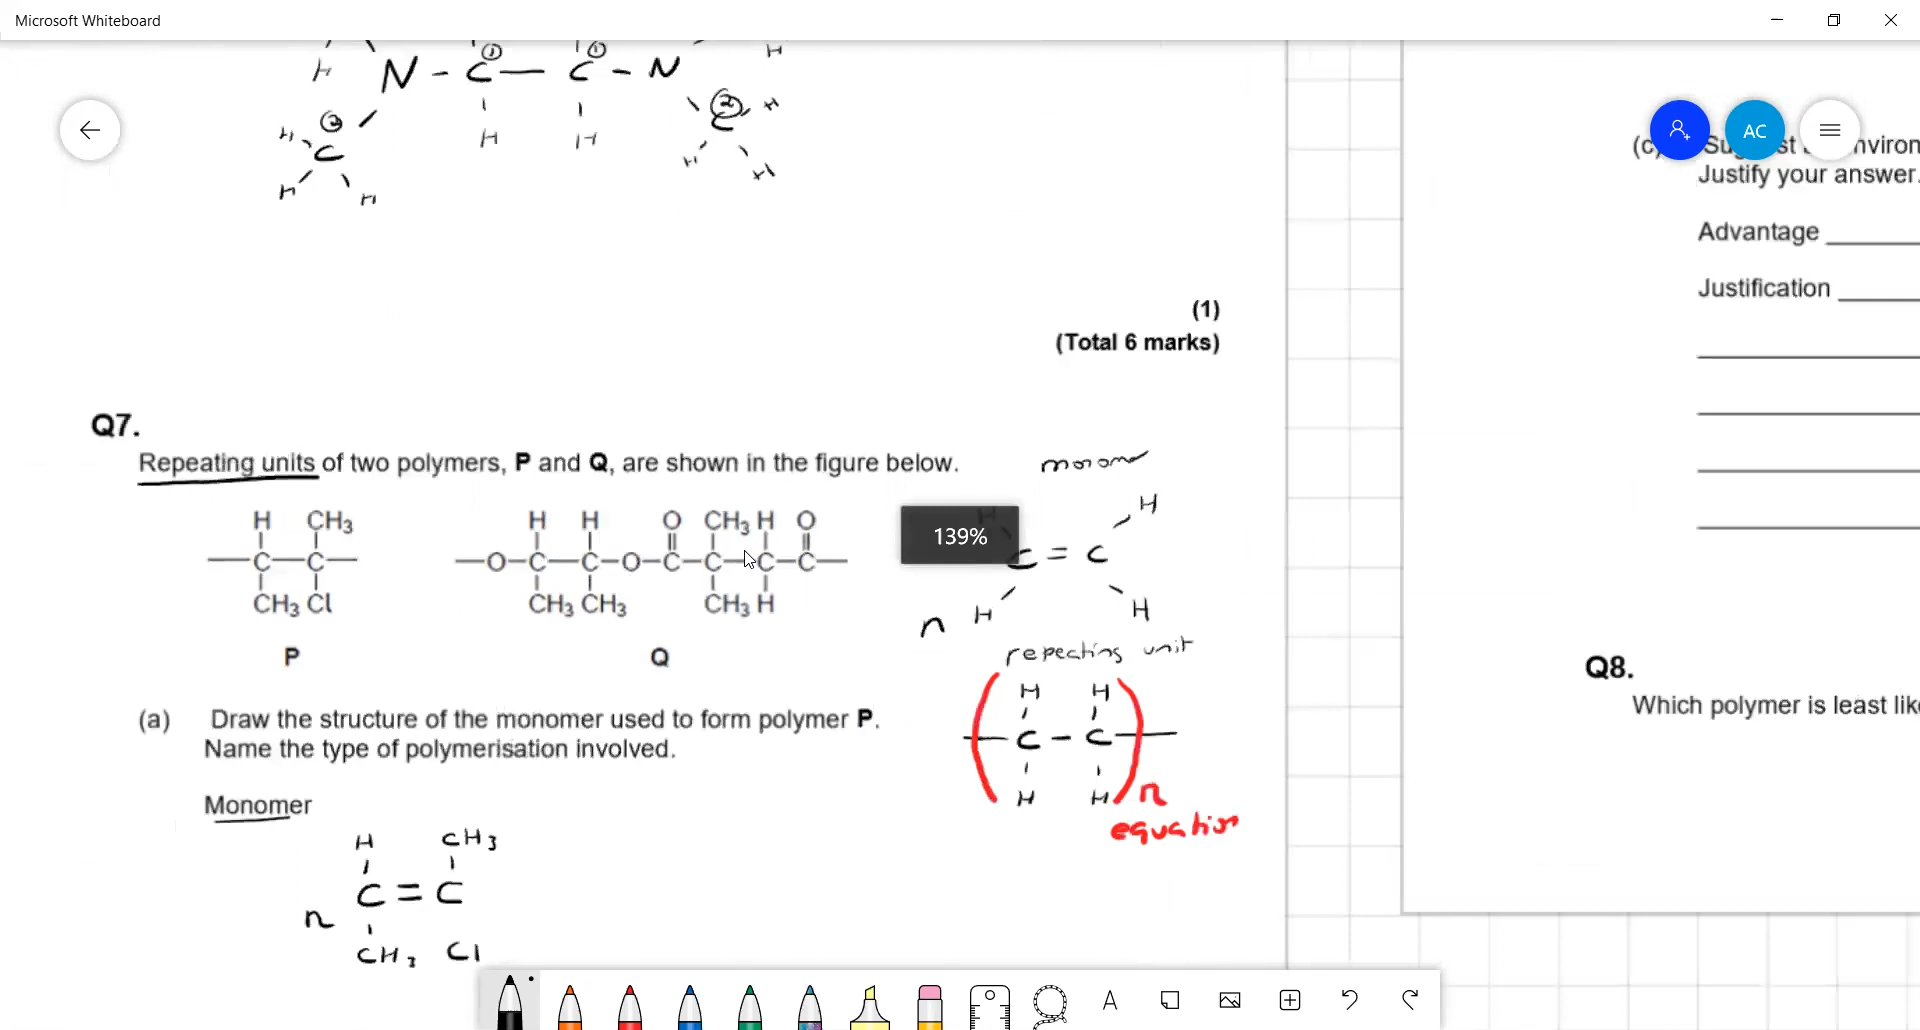 Microsoft Whiteboard
H
H N - C — C - N
H C H H C H
H H H H
AC
(c)
Justify your answer.
Advantage
Justification
(1)
(Total 6 marks)
Q7.
Repeating units of two polymers, P and Q, are shown in the figure below.
monomer
H CH3
—C—C—
CH3 Cl
P
H H O CH3 H O
—O—C—C—O—C—C—C—C—
CH3 CH3 CH3 H
Q
139%
H
C = C
n H H
repeating unit
H H
C - C
H H n
equation
(a) Draw the structure of the monomer used to form polymer P.
Name the type of polymerisation involved.
Monomer
H CH3
C = C
n
CH3 Cl
Q8.
Which polymer is least